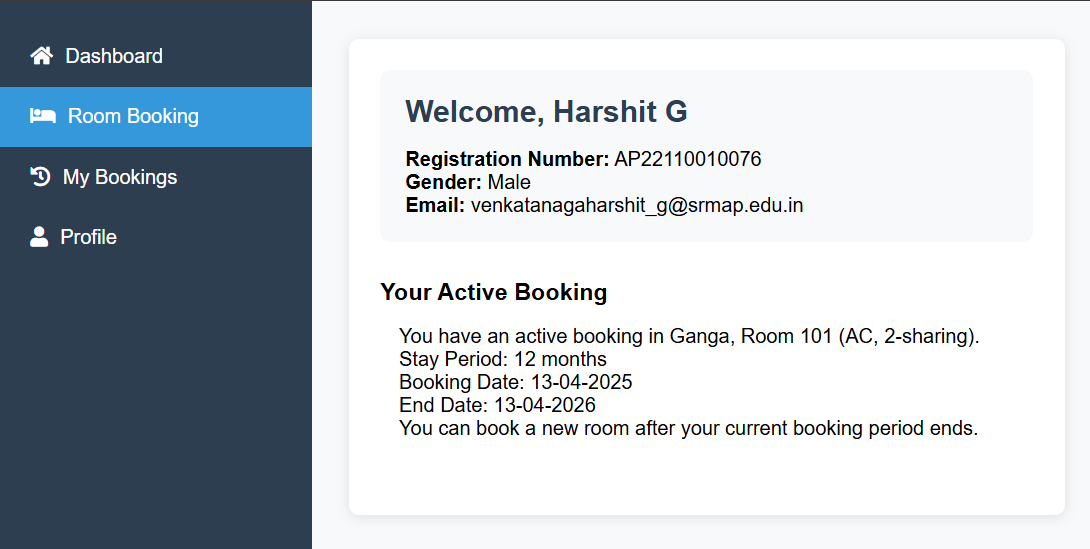 Dashboard
Room Booking
My Bookings
Profile
Welcome, Harshit G
Registration Number: AP22110010076
Gender: Male
Email: venkatanagaharshit_g@srmap.edu.in
Your Active Booking
You have an active booking in Ganga, Room 101 (AC, 2-sharing).
Stay Period: 12 months
Booking Date: 13-04-2025
End Date: 13-04-2026
You can book a new room after your current booking period ends.